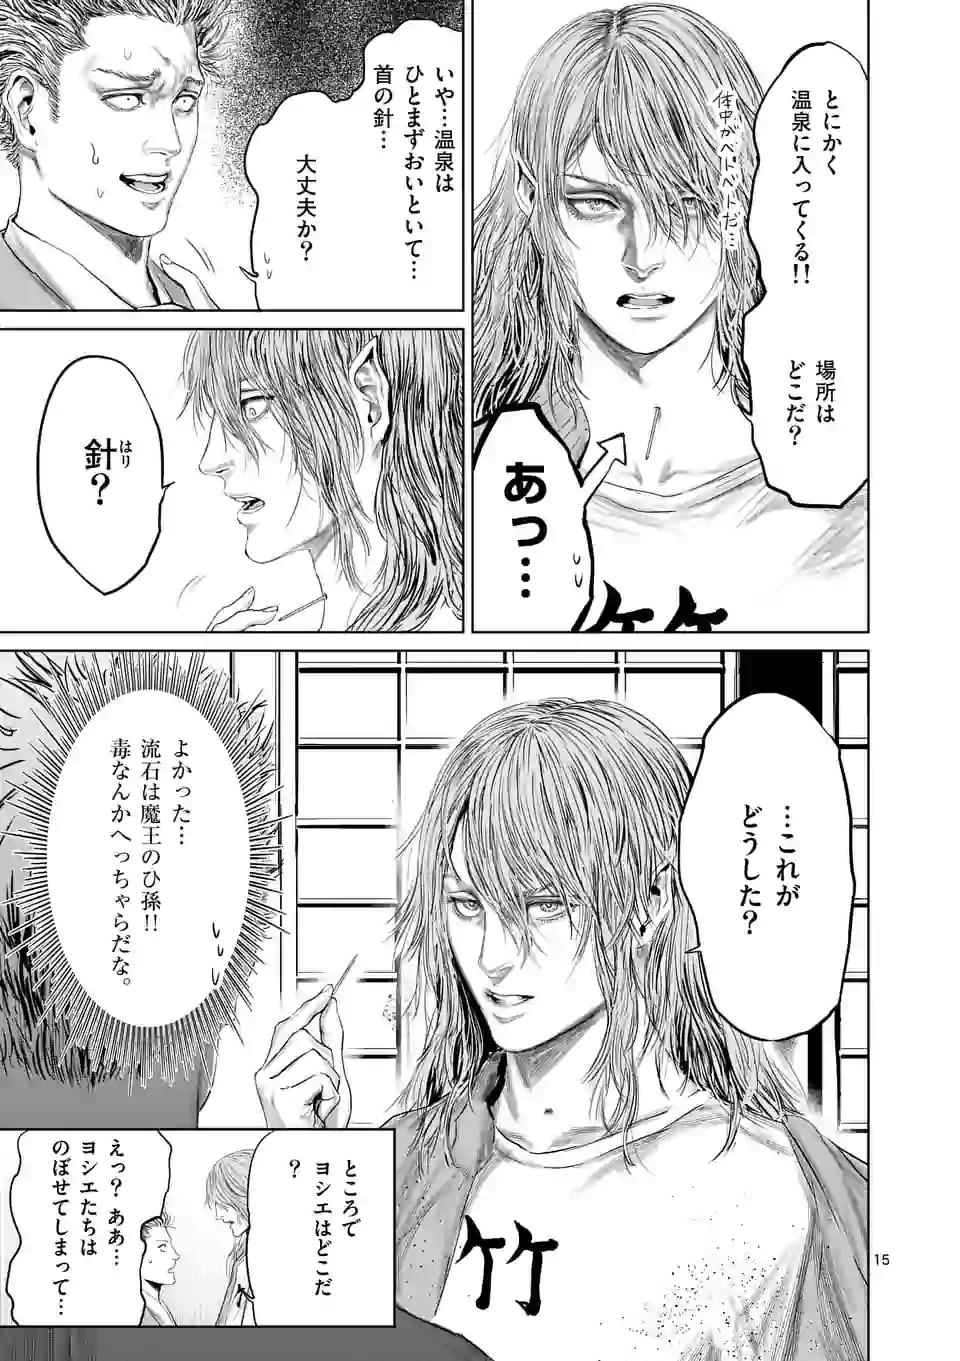 とにかく
温泉に入ってくる!!
体中がベトベトだ…
場所は
どこだ?
あっ…
竹
いや…温泉は
ひとまずおいといて…
首の針…
大丈夫か?
針?
はり
…これが
どうした?
よかった…
流石は魔王のひ孫!!
毒なんかへっちゃらだな。
竹
ところで
ヨシエはどこだ
?
えっ? ああ…
ヨシエたちは
のぼせてしまって…
15